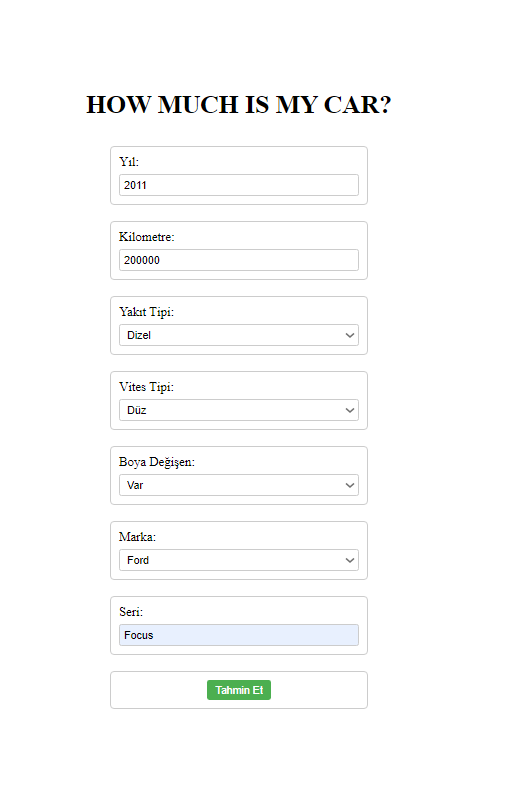 HOW MUCH IS MY CAR?
Yıl:
2011
Kilometre:
200000
Yakıt Tipi:
Dizel
Vites Tipi:
Düz
Boya Değişen:
Var
Marka:
Ford
Seri:
Focus
Tahmin Et